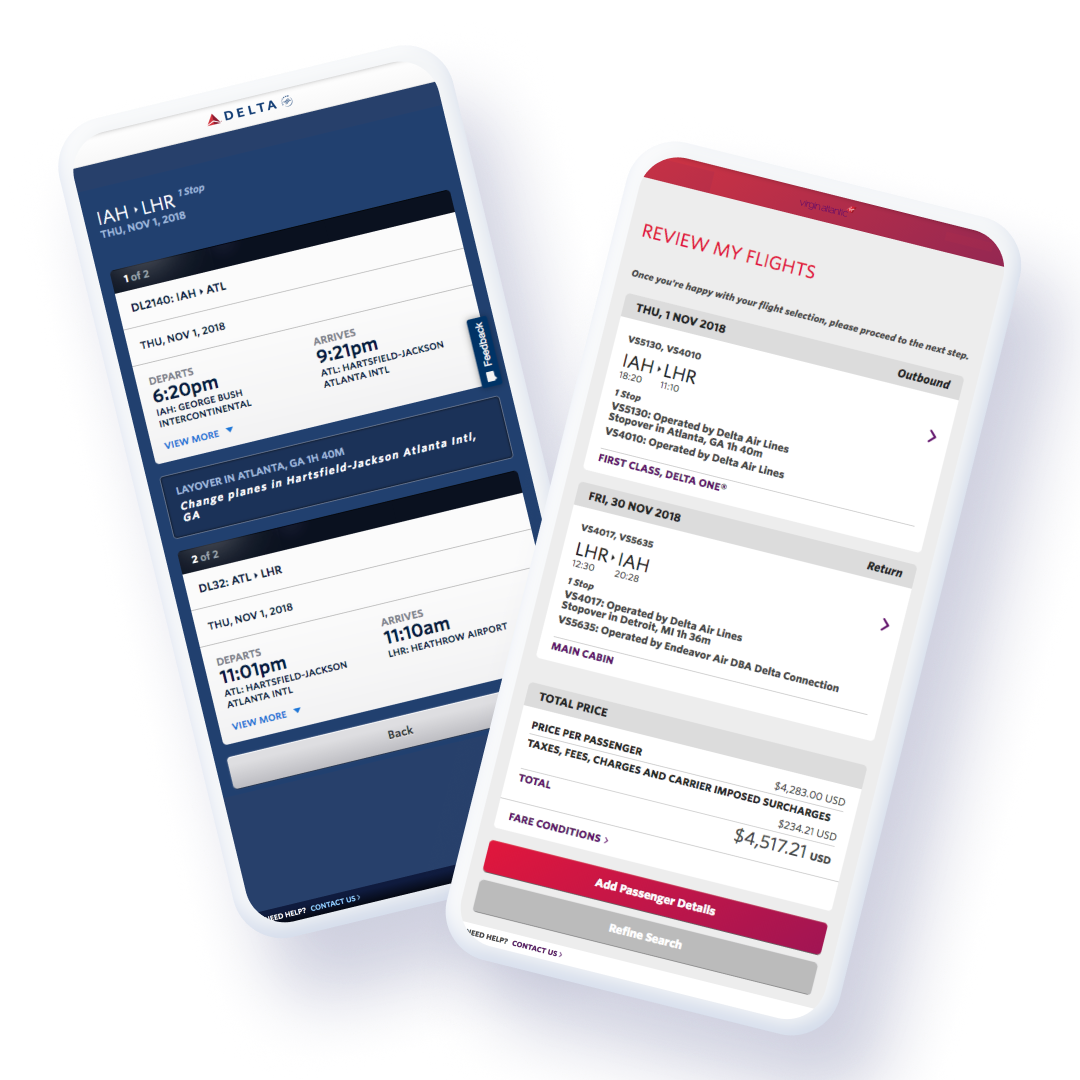 DELTA
IAH ▸ LHR 1 Stop
THU, NOV 1, 2018
1 of 2
DL2140: IAH ▸ ATL
THU, NOV 1, 2018
DEPARTS
6:20pm
IAH: GEORGE BUSH
INTERCONTINENTAL
ARRIVES
9:21pm
ATL: HARTSFIELD-JACKSON
ATLANTA INTL
VIEW MORE
Feedback
LAYOVER IN ATLANTA, GA 1H 40M
Change planes in Hartsfield-Jackson Atlanta Intl,
GA
2 of 2
DL32: ATL ▸ LHR
THU, NOV 1, 2018
DEPARTS
11:01pm
ATL: HARTSFIELD-JACKSON
ATLANTA INTL
ARRIVES
11:10am
LHR: HEATHROW AIRPORT
VIEW MORE
Back
NEED HELP? CONTACT US >
virgin atlantic
REVIEW MY FLIGHTS
Once you're happy with your flight selection, please proceed to the next step.
THU, 1 NOV 2018
Outbound
VS5130, VS4010
IAH ▸ LHR
18:20 11:10
1 Stop
VS5130: Operated by Delta Air Lines
Stopover in Atlanta, GA 1h 40m
VS4010: Operated by Delta Air Lines
FIRST CLASS, DELTA ONE®
FRI, 30 NOV 2018
Return
VS4017, VS5635
LHR ▸ IAH
12:30 20:28
1 Stop
VS4017: Operated by Delta Air Lines
Stopover in Detroit, MI 1h 36m
VS5635: Operated by Endeavor Air DBA Delta Connection
MAIN CABIN
TOTAL PRICE
PRICE PER PASSENGER
$4,283.00 USD
TAXES, FEES, CHARGES AND CARRIER IMPOSED SURCHARGES
$234.21 USD
TOTAL
$4,517.21 USD
FARE CONDITIONS >
Add Passenger Details
Refine Search
NEED HELP? CONTACT US >